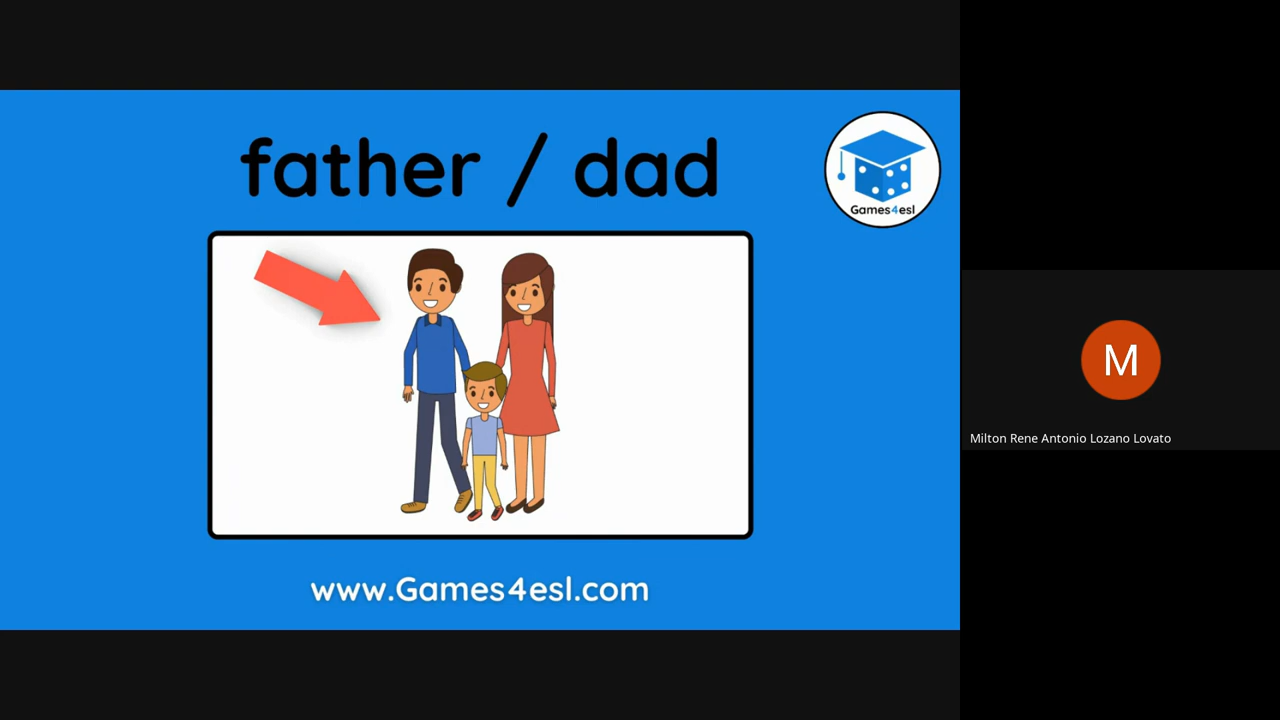 father / dad
Games4esl
www.Games4esl.com
M
Milton Rene Antonio Lozano Lovato